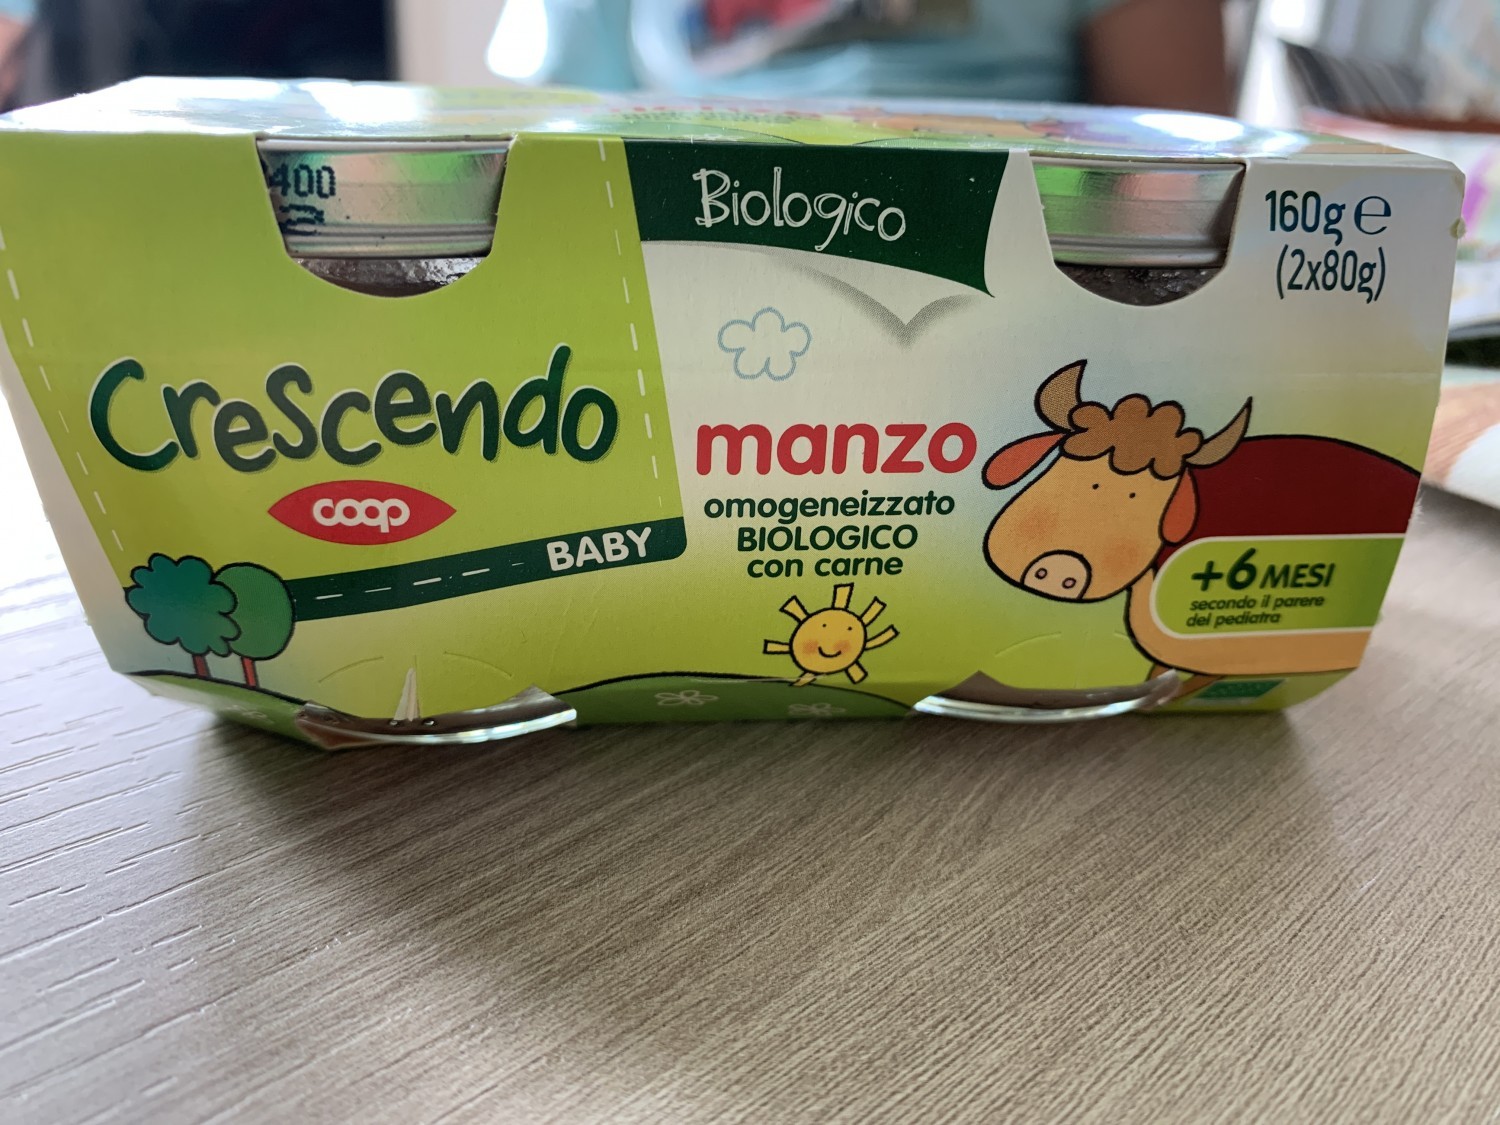 400
Biologico
160g e
(2x80g)
Crescendo
coop
BABY
manzo
omogeneizzato
BIOLOGICO
con carne
+6 MESI
secondo il parere
del pediatra